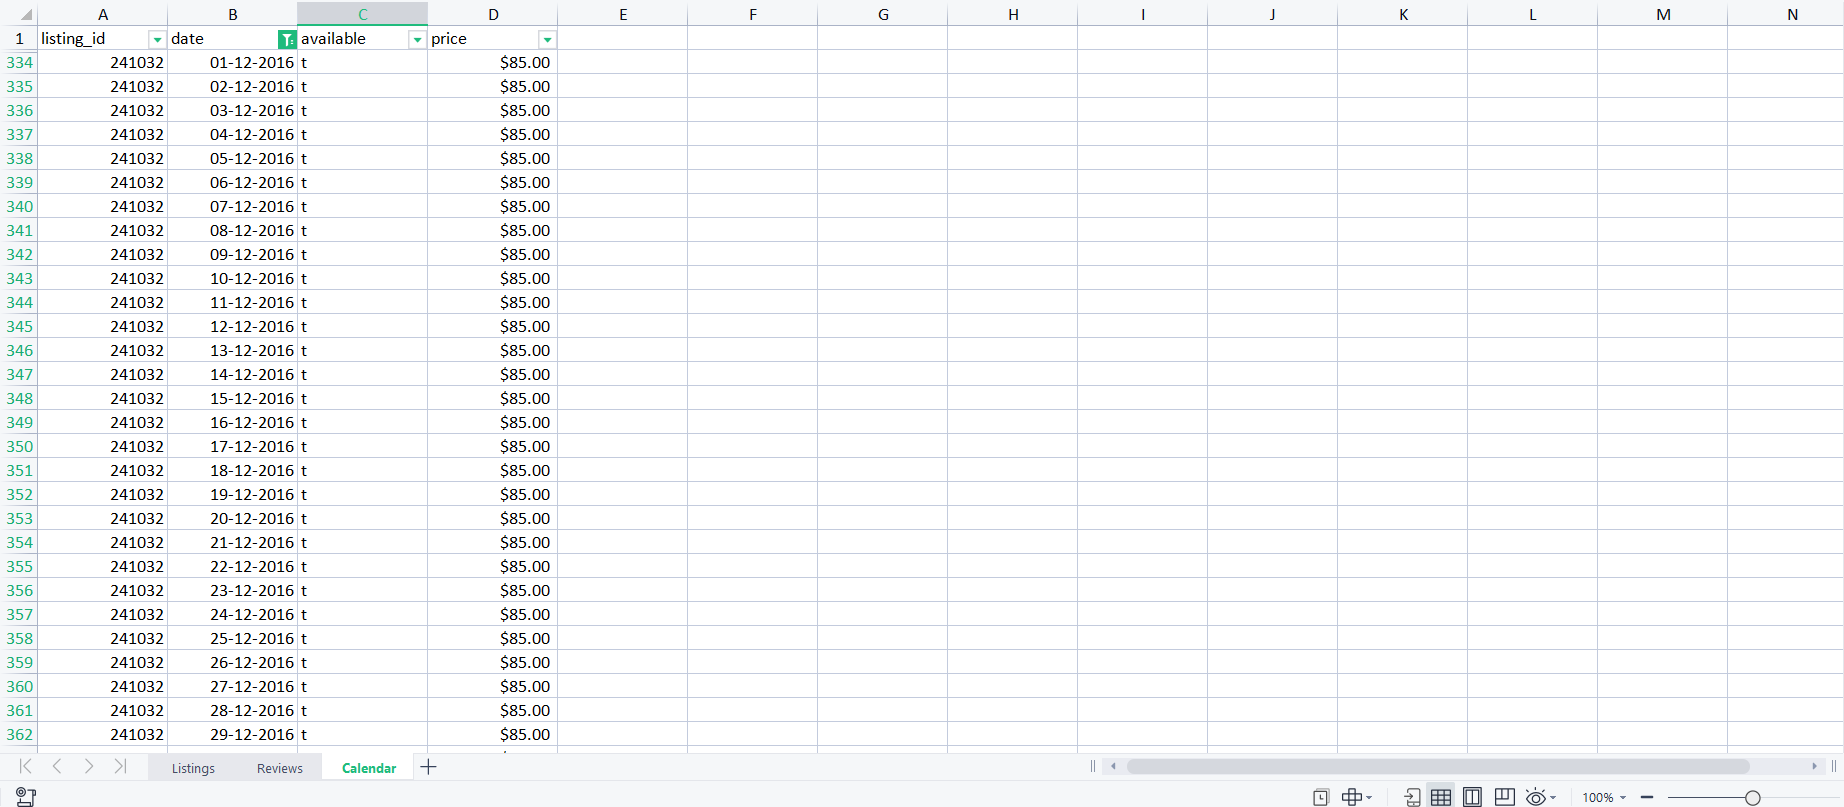 A B C D E F G H I J K L M N
1 listing_id date available price
334 241032 01-12-2016 t $85.00
335 241032 02-12-2016 t $85.00
336 241032 03-12-2016 t $85.00
337 241032 04-12-2016 t $85.00
338 241032 05-12-2016 t $85.00
339 241032 06-12-2016 t $85.00
340 241032 07-12-2016 t $85.00
341 241032 08-12-2016 t $85.00
342 241032 09-12-2016 t $85.00
343 241032 10-12-2016 t $85.00
344 241032 11-12-2016 t $85.00
345 241032 12-12-2016 t $85.00
346 241032 13-12-2016 t $85.00
347 241032 14-12-2016 t $85.00
348 241032 15-12-2016 t $85.00
349 241032 16-12-2016 t $85.00
350 241032 17-12-2016 t $85.00
351 241032 18-12-2016 t $85.00
352 241032 19-12-2016 t $85.00
353 241032 20-12-2016 t $85.00
354 241032 21-12-2016 t $85.00
355 241032 22-12-2016 t $85.00
356 241032 23-12-2016 t $85.00
357 241032 24-12-2016 t $85.00
358 241032 25-12-2016 t $85.00
359 241032 26-12-2016 t $85.00
360 241032 27-12-2016 t $85.00
361 241032 28-12-2016 t $85.00
362 241032 29-12-2016 t $85.00
Listings Reviews Calendar
100%